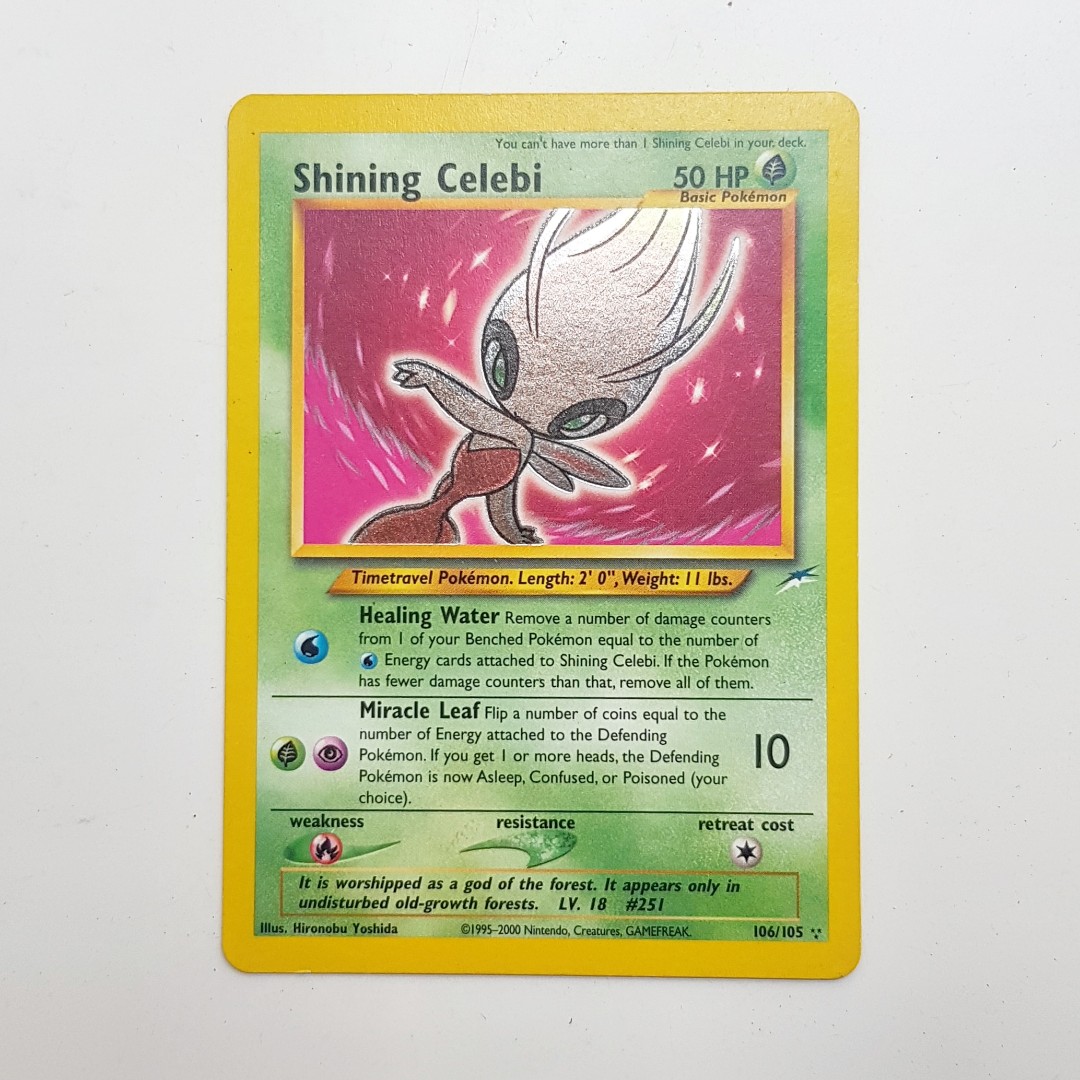 You can't have more than 1 Shining Celebi in your deck.
Shining Celebi
50 HP
Basic Pokémon
Timetravel Pokémon. Length: 2' 0", Weight: 11 lbs.
Healing Water Remove a number of damage counters
from 1 of your Benched Pokémon equal to the number of
Energy cards attached to Shining Celebi. If the Pokémon
has fewer damage counters than that, remove all of them.
Miracle Leaf Flip a number of coins equal to the
number of Energy attached to the Defending
Pokémon. If you get 1 or more heads, the Defending
Pokémon is now Asleep, Confused, or Poisoned (your
choice).
10
weakness resistance retreat cost
It is worshipped as a god of the forest. It appears only in
undisturbed old-growth forests. LV. 18 #251
Illus. Hironobu Yoshida ©1995-2000 Nintendo, Creatures, GAMEFREAK. 106/105